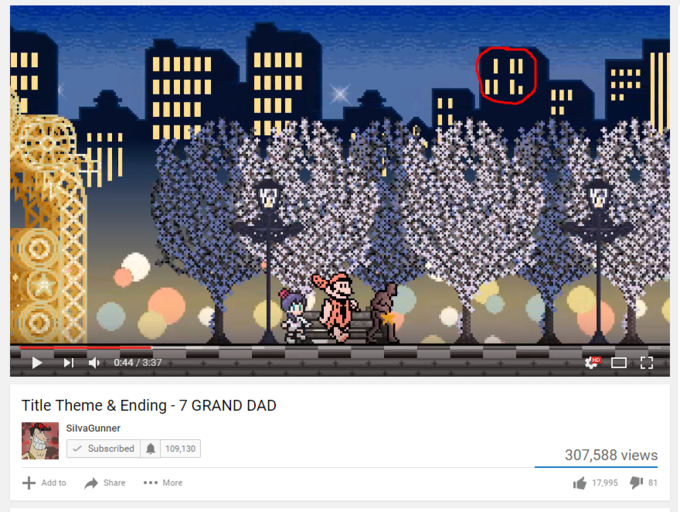 0:44 / 3:37
HD
Title Theme & Ending - 7 GRAND DAD
SilvaGunner
Subscribed 109,130
307,588 views
Add to Share More 17,995 81